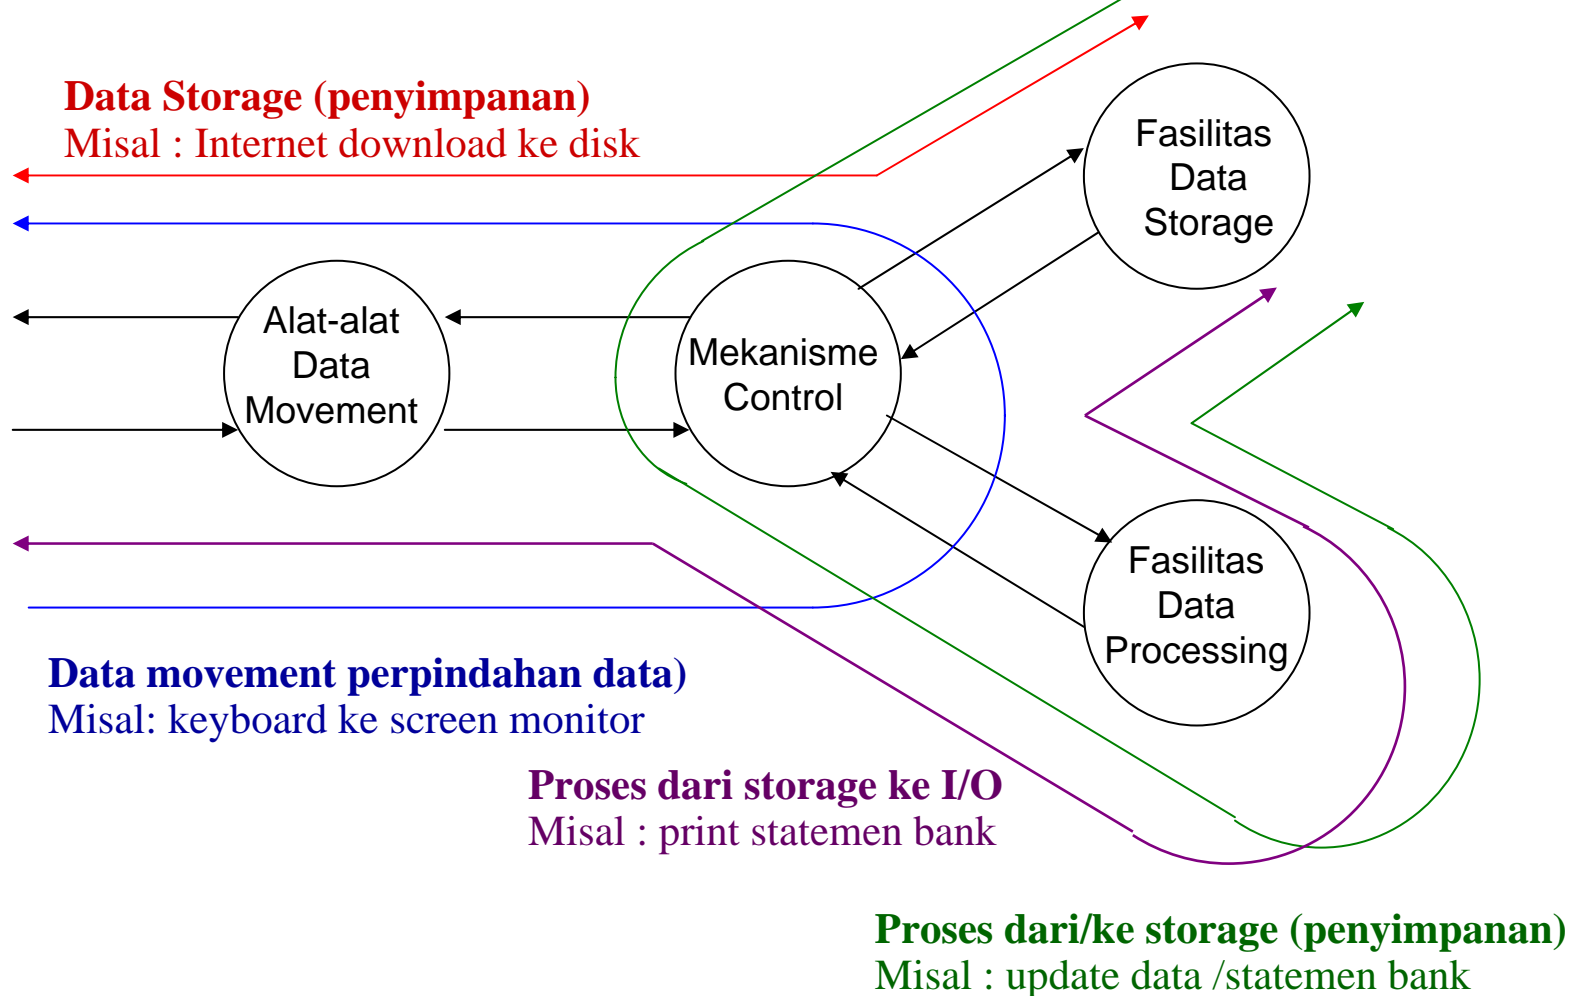 Data Storage (penyimpanan)
Misal : Internet download ke disk
Fasilitas
Data
Storage
Alat-alat
Data
Movement
Mekanisme
Control
Fasilitas
Data
Processing
Data movement perpindahan data)
Misal: keyboard ke screen monitor
Proses dari storage ke I/O
Misal : print statemen bank
Proses dari/ke storage (penyimpanan)
Misal : update data /statemen bank